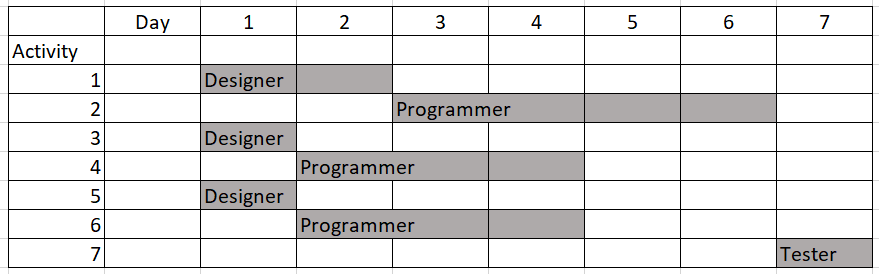 Day 1 2 3 4 5 6 7
Activity
1 Designer
2 Programmer
3 Designer
4 Programmer
5 Designer
6 Programmer
7 Tester